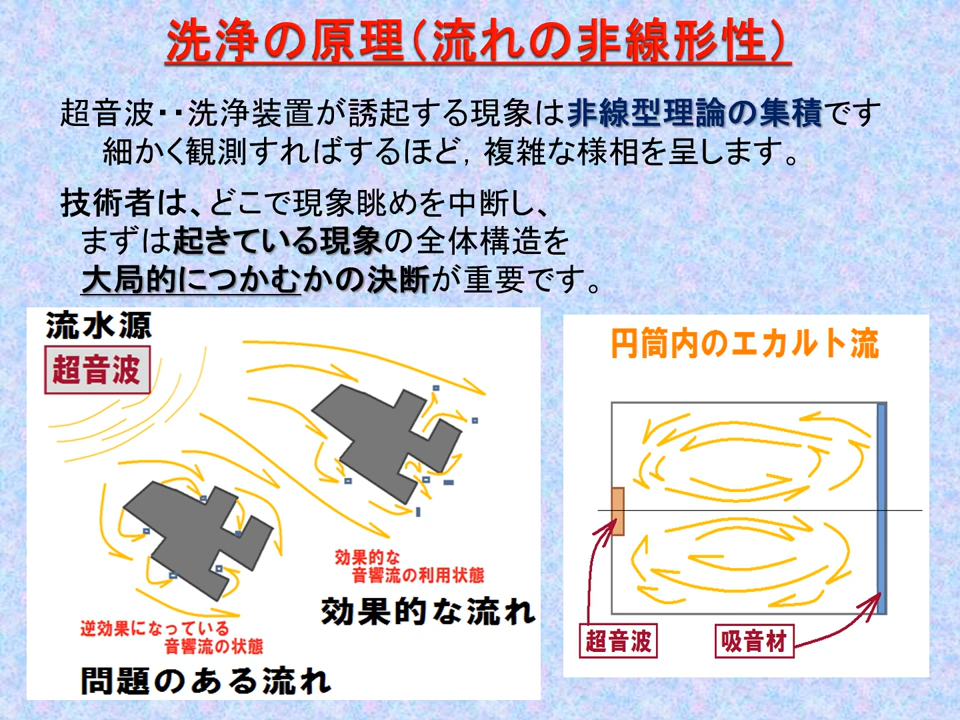 洗浄の原理(流れの非線形性)
超音波・・洗浄装置が誘起する現象は非線型理論の集積です
細かく観測すればするほど，複雑な様相を呈します。
技術者は、どこで現象眺めを中断し、
まずは起きている現象の全体構造を
大局的につかむかの決断が重要です。
流水源
超音波
効果的な
音響流の利用状態
効果的な流れ
逆効果になっている
音響流の状態
問題のある流れ
円筒内のエカルト流
超音波
吸音材